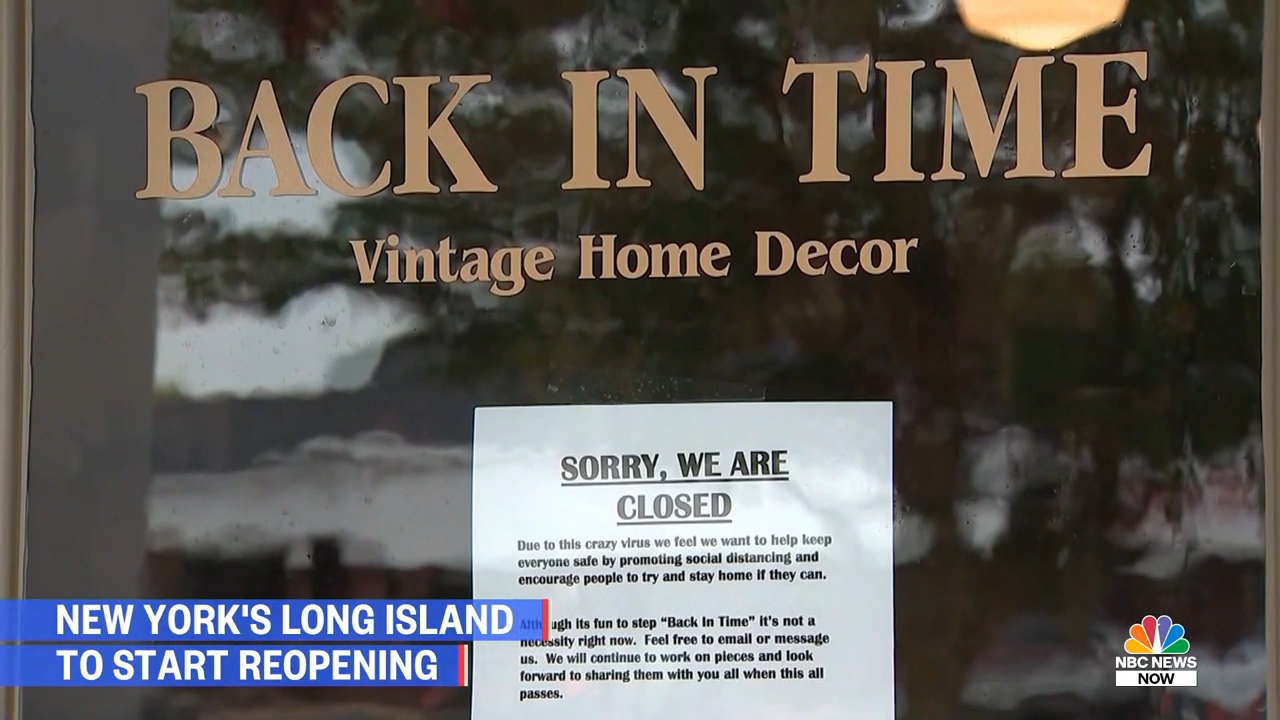 BACK IN TIME
Vintage Home Decor
SORRY, WE ARE
CLOSED
Due to this crazy virus we feel we want to help keep
everyone safe by promoting social distancing and
encourage people to try and stay home if they can.
Although its fun to step “Back In Time” it’s not a
necessity right now. Feel free to email or message
us. We will continue to work on pieces and look
forward to sharing them with you all when this all
passes.
NEW YORK'S LONG ISLAND
TO START REOPENING
NBC NEWS
NOW